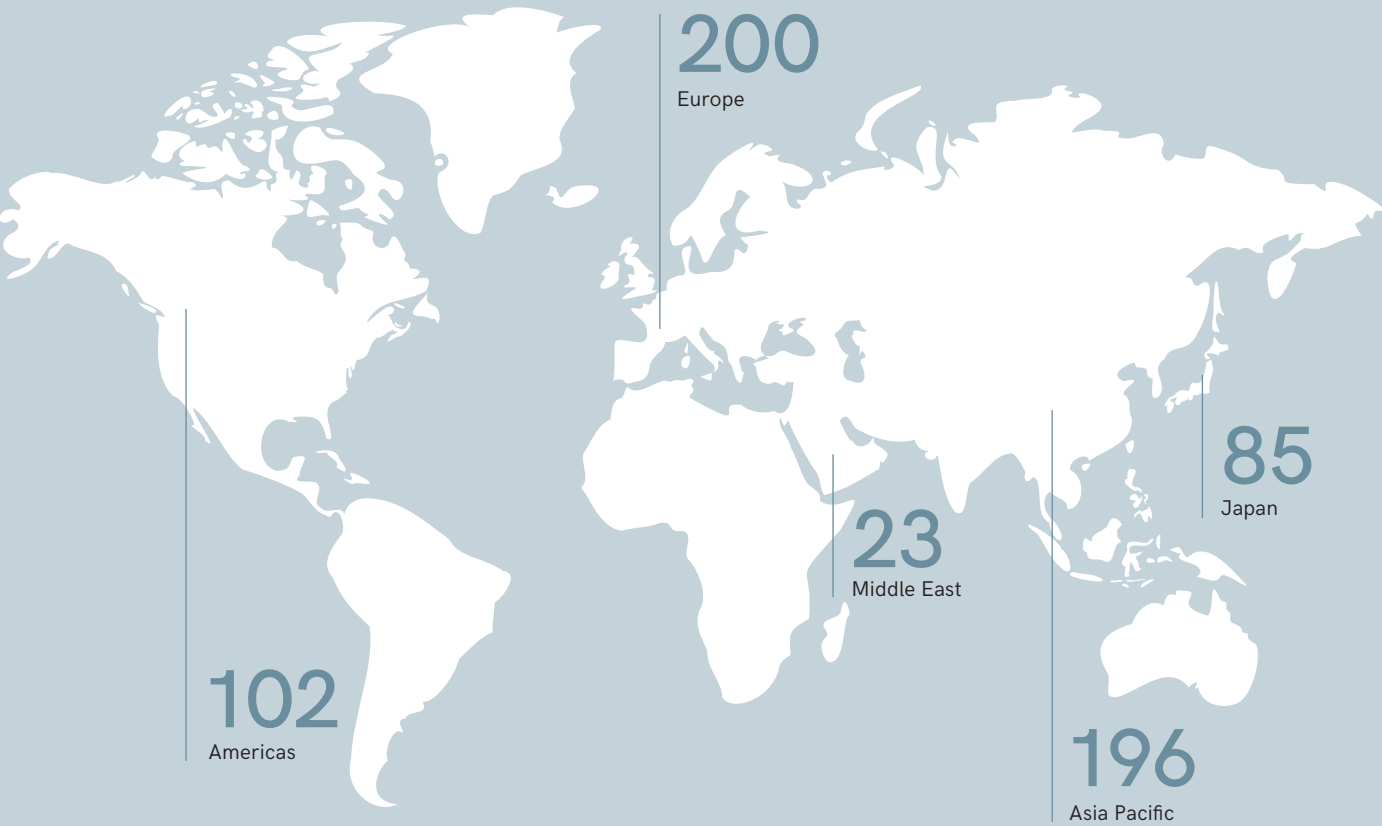 200
Europe
85
Japan
23
Middle East
102
Americas
196
Asia Pacific